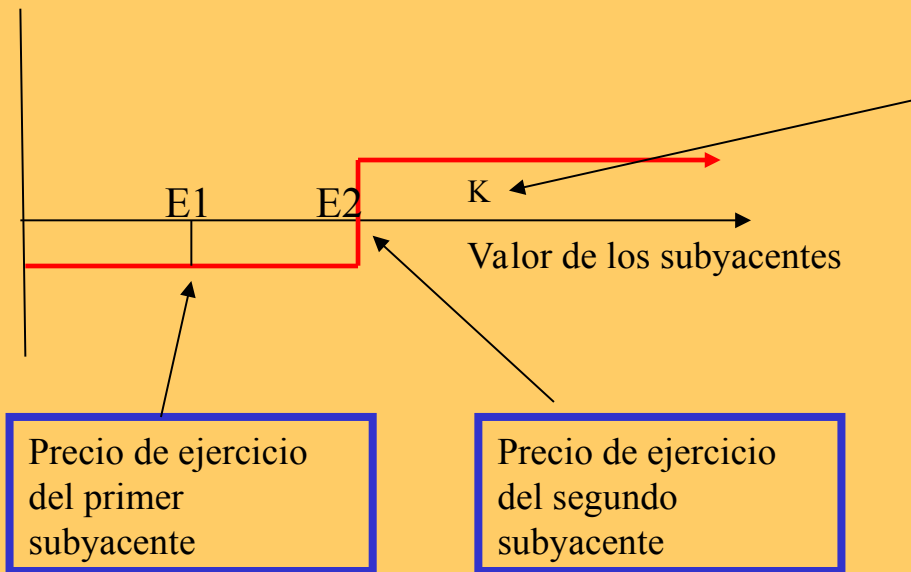 E1
E2
K
Valor de los subyacentes
Precio de ejercicio
del primer
subyacente
Precio de ejercicio
del segundo
subyacente